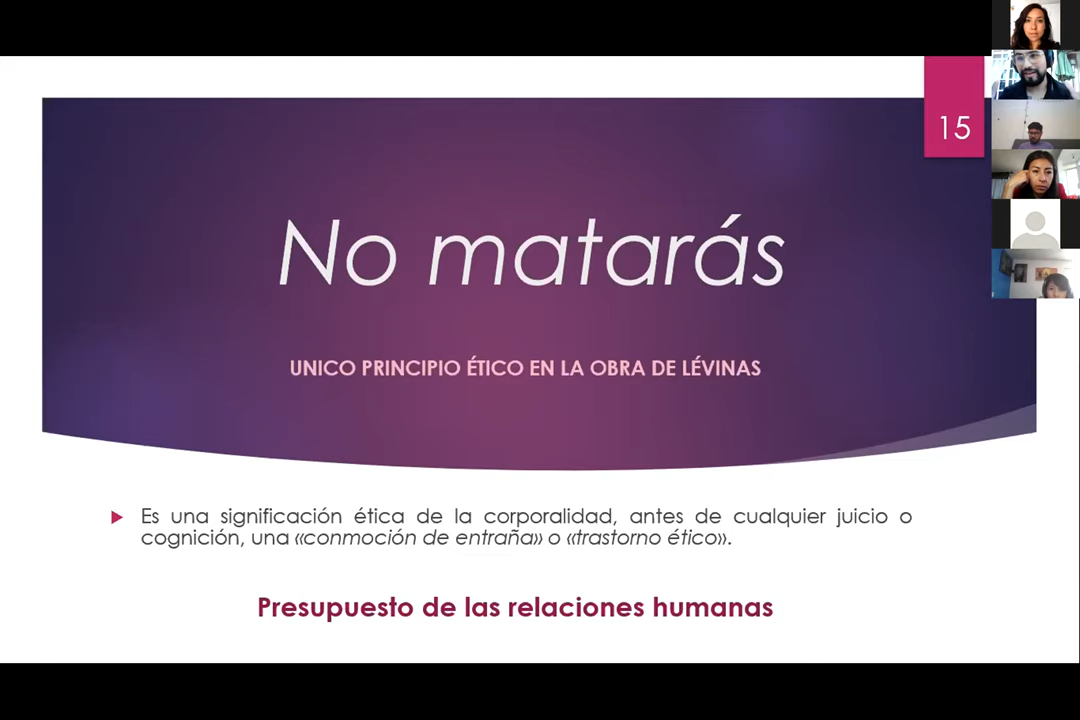 15
No matarás
UNICO PRINCIPIO ÉTICO EN LA OBRA DE LÉVINAS
Es una significación ética de la corporalidad, antes de cualquier juicio o
cognición, una «conmoción de entraña» o «trastorno ético».
Presupuesto de las relaciones humanas